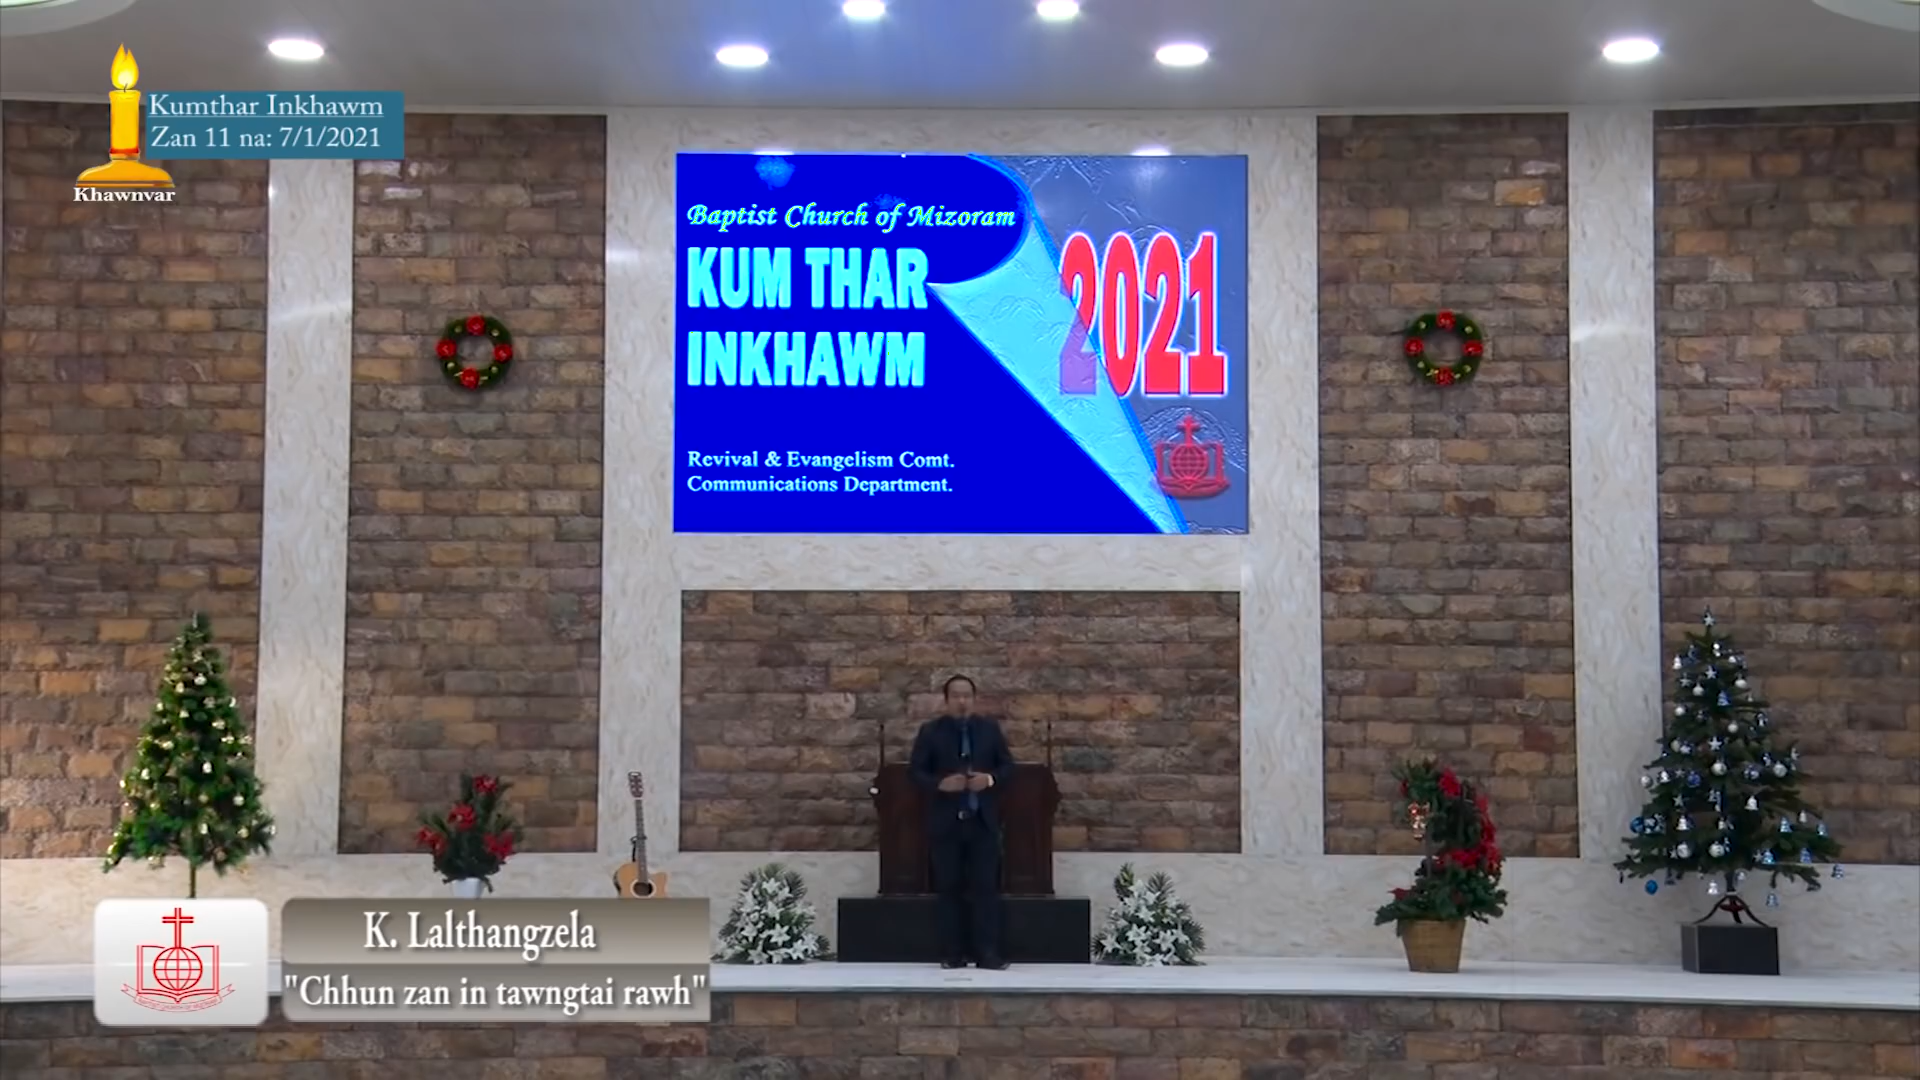 Kumthar Inkhawm
Zan 11 na: 7/1/2021
Khawnvar
Baptist Church of Mizoram
KUM THAR
INKHAWM
2021
Revival & Evangelism Comt.
Communications Department.
K. Lalthangzela
"Chhun zan in tawngtai rawh"